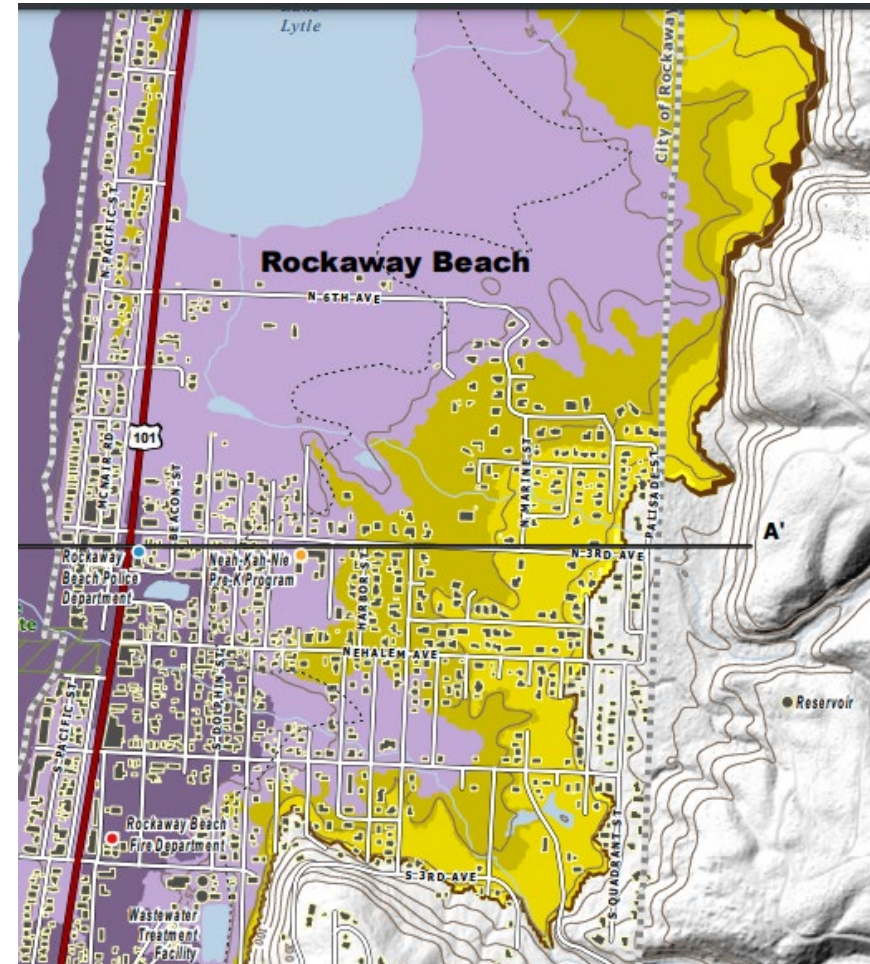 Lytle
City of Rockaway
N PACIFIC ST
Rockaway Beach
N 6TH AVE
101
MCNAIR RD
BEACON ST
N MARINE ST
PALISADE ST
A'
Rockaway
Beach Police
Department
Neah-Kah-Nie
Pre-K Program
HARBOR ST
N 3RD AVE
NEHALEM AVE
S DOLPHIN ST
S PACIFIC ST
Reservoir
Rockaway Beach
Fire Department
S 3RD AVE
S QUADRANT ST
Wastewater
Treatment
Facility
100
200